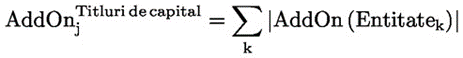 AddOn_j^{Titluri de capital} = ∑_k |AddOn (Entitate_k)|